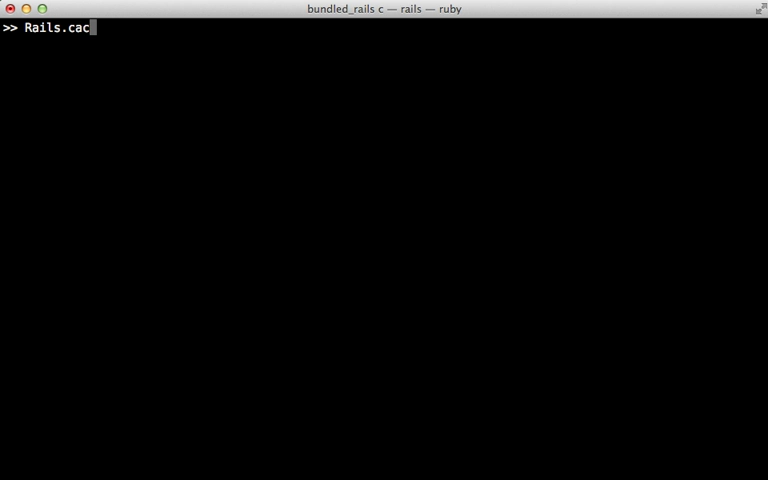 bundled_rails c — rails — ruby
>> Rails.cac